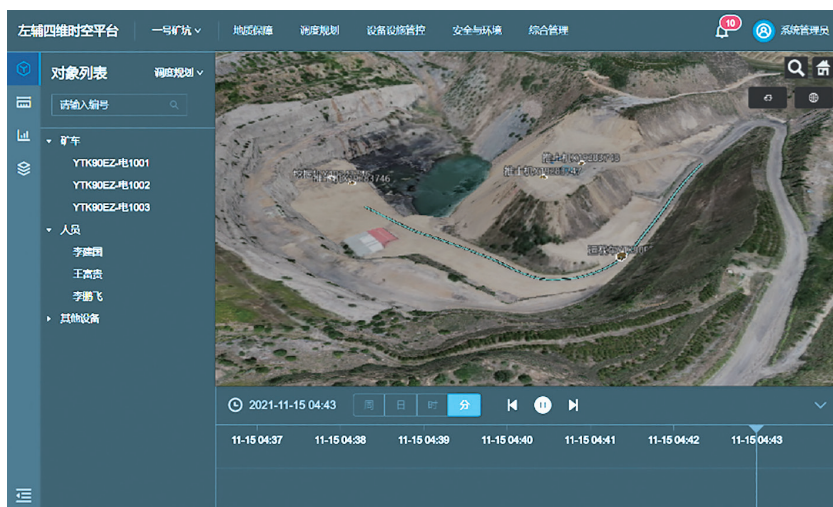 左辅四维时空平台
一号矿坑
地质保障
调度规划
设备设施管控
安全与环境
综合管理
10
系统管理员
对象列表
调度规划
请输入编号
矿车
YTK90EZ-电1001
YTK90EZ-电1002
YTK90EZ-电1003
人员
李建国
王富贵
李鹏飞
其他设备
2021-11-15 04:43
周
日
时
分
11-15 04:37
11-15 04:38
11-15 04:39
11-15 04:40
11-15 04:41
11-15 04:42
11-15 04:43